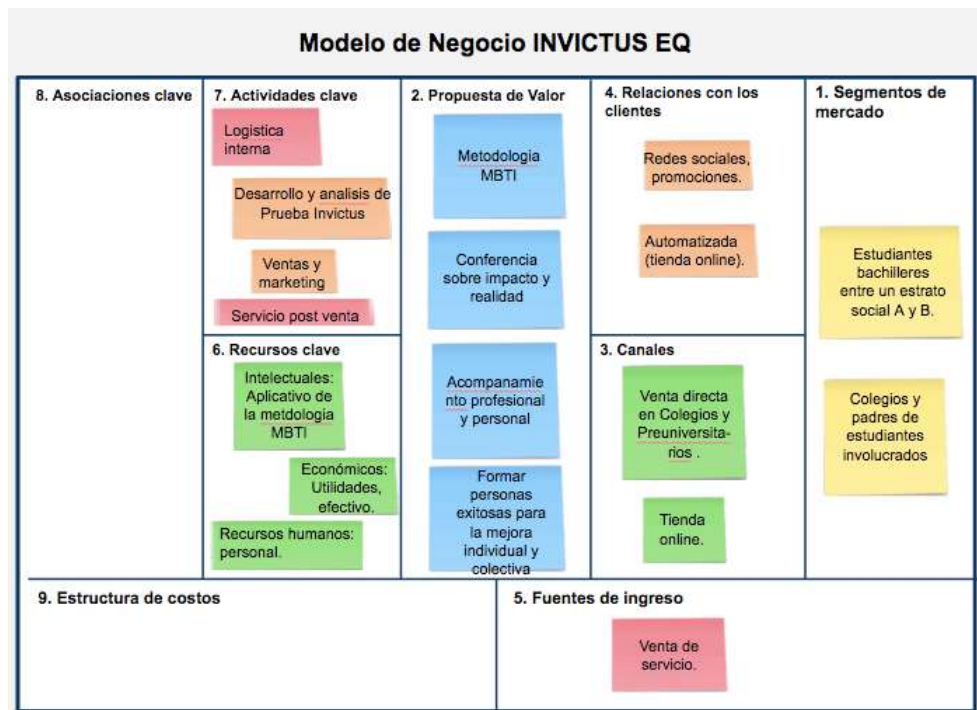 Modelo de Negocio INVICTUS EQ
8. Asociaciones clave
7. Actividades clave
Logistica
interna
Desarrollo y analisis de
Prueba Invictus
Ventas y
marketing
Servicio post venta
6. Recursos clave
Intelectuales:
Aplicativo de
la metdología
MBTI
Económicos:
Utilidades,
efectivo.
Recursos humanos:
personal.
2. Propuesta de Valor
Metodologia
MBTI
Conferencia
sobre impacto y
realidad
Acompanamie
nto profesional
y personal
Formar
personas
exitosas para
la mejora
individual y
colectiva
4. Relaciones con los
clientes
Redes sociales,
promociones.
Automatizada
(tienda online).
3. Canales
Venta directa
en Colegios y
Preuniversita-
rios .
Tienda
online.
1. Segmentos de
mercado
Estudiantes
bachilleres
entre un estrato
social A y B.
Colegios y
padres de
estudiantes
involucrados
9. Estructura de costos
5. Fuentes de ingreso
Venta de
servicio.